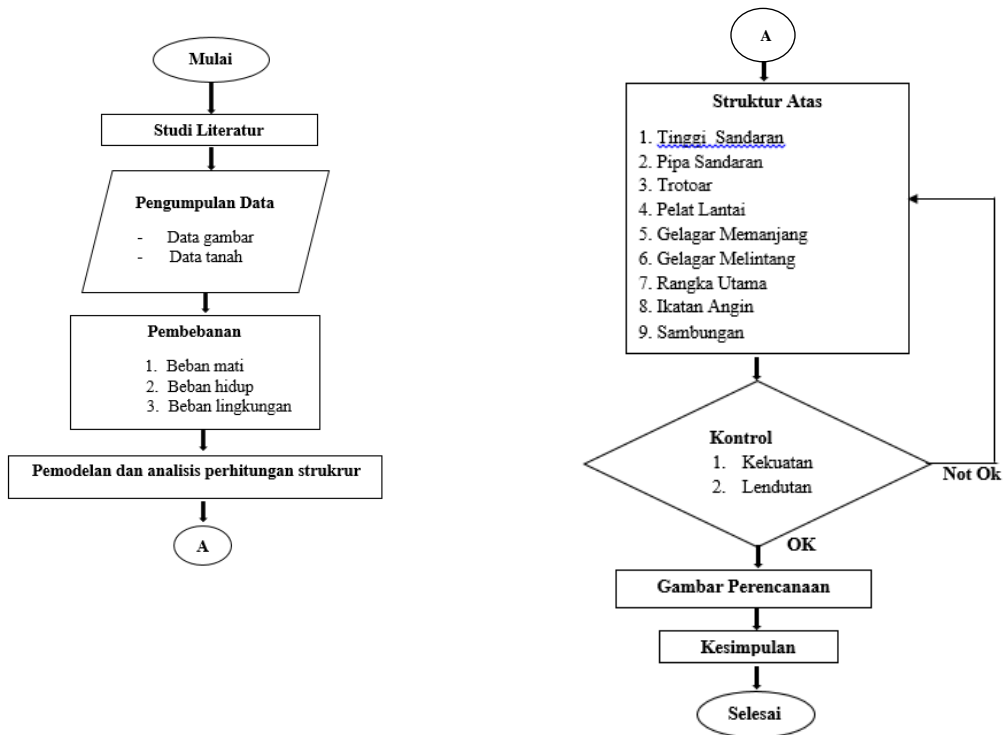 Mulai
Studi Literatur
Pengumpulan Data
- Data gambar
- Data tanah
Pembebanan
1. Beban mati
2. Beban hidup
3. Beban lingkungan
Pemodelan dan analisis perhitungan strukrur
A
A
Struktur Atas
1. Tinggi Sandaran
2. Pipa Sandaran
3. Trotoar
4. Pelat Lantai
5. Gelagar Memanjang
6. Gelagar Melintang
7. Rangka Utama
8. Ikatan Angin
9. Sambungan
Kontrol
1. Kekuatan
2. Lendutan
Not Ok
OK
Gambar Perencanaan
Kesimpulan
Selesai